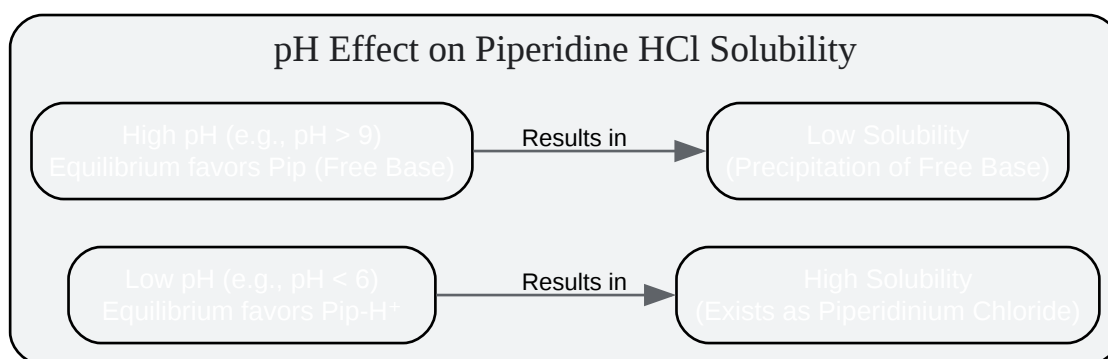 pH Effect on Piperidine HCl Solubility
High pH (e.g., pH > 9)
Equilibrium favors Pip (Free Base)
Results in
Low Solubility
(Precipitation of Free Base)
Low pH (e.g., pH < 6)
Equilibrium favors Pip-H⁺
Results in
High Solubility
(Exists as Piperidinium Chloride)